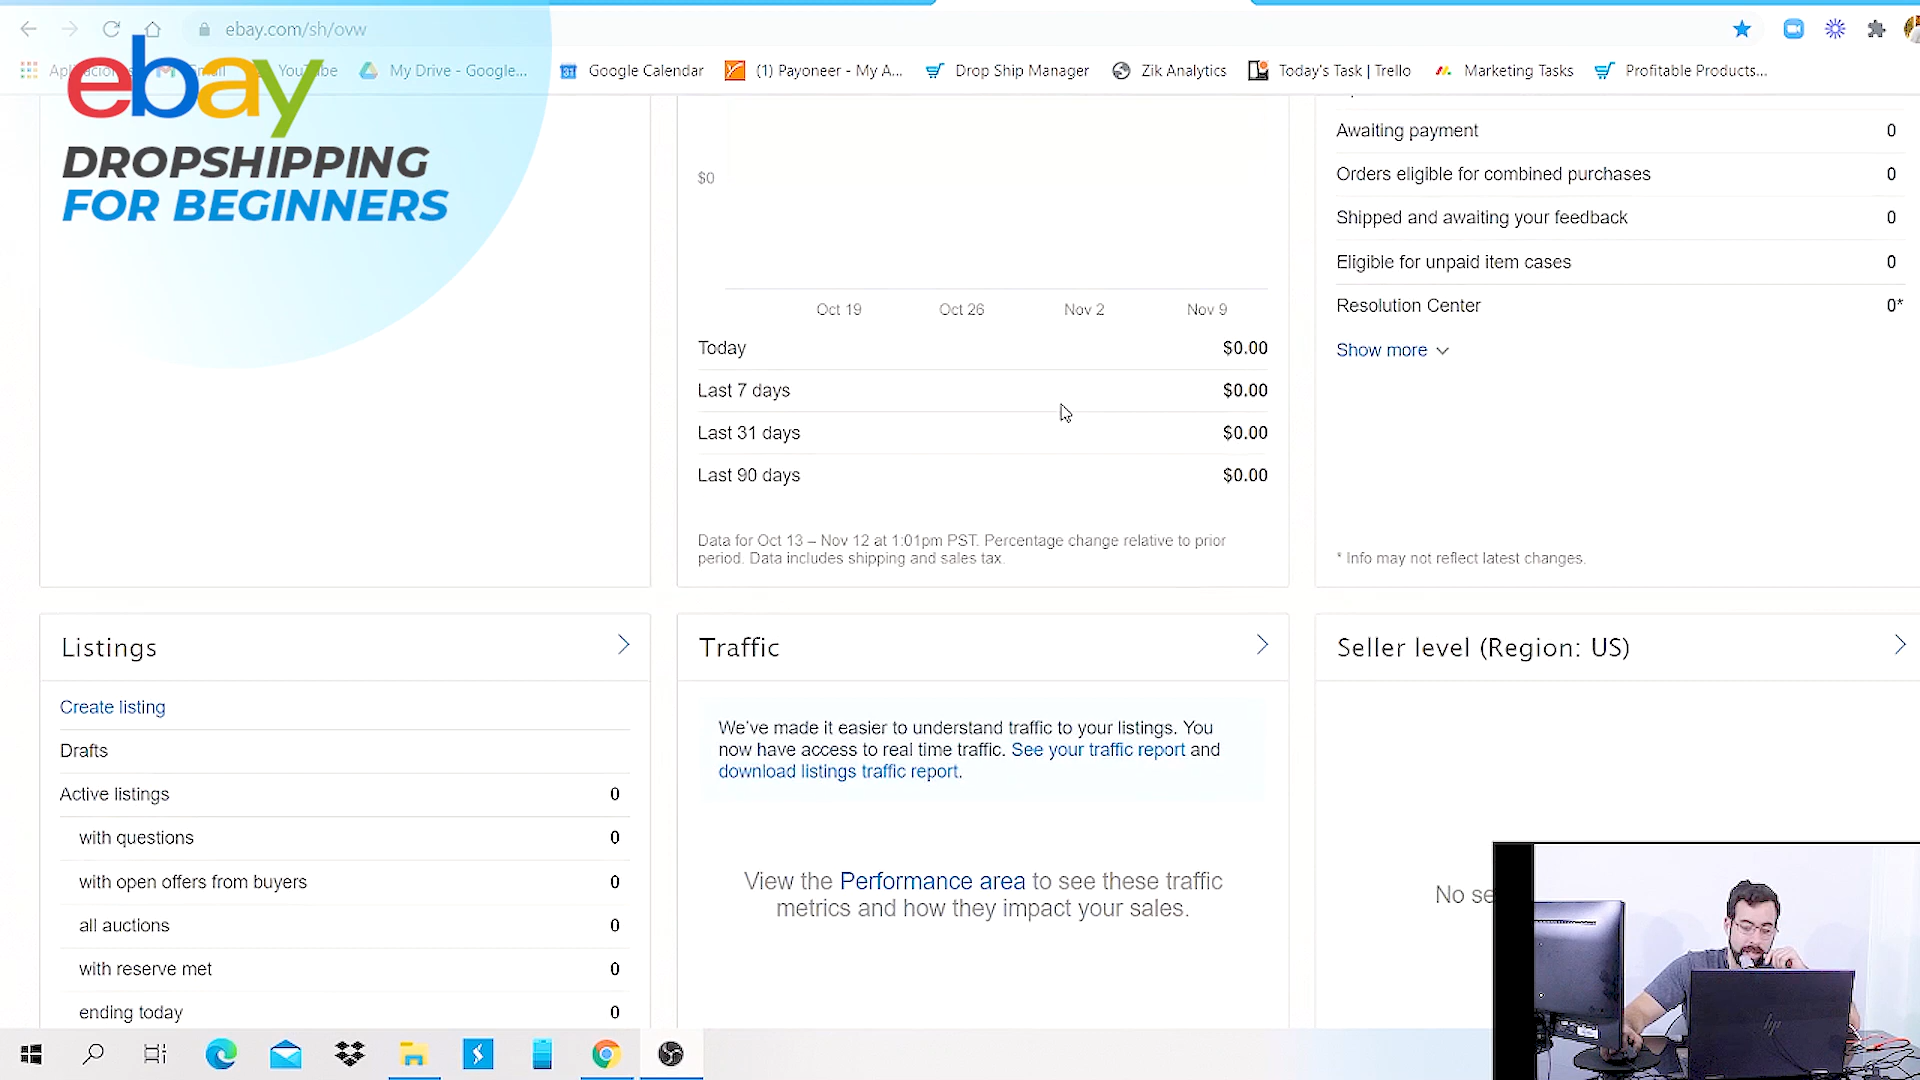 ebay.com/sh/ovw
My Drive - Google...
31
Google Calendar
(1) Payoneer - My A...
Drop Ship Manager
Zik Analytics
Today's Task | Trello
Marketing Tasks
Profitable Products...
YouTube
ebay
DROPSHIPPING
FOR BEGINNERS
$0
Oct 19
Oct 26
Nov 2
Nov 9
Today $0.00
Last 7 days $0.00
Last 31 days $0.00
Last 90 days $0.00
Data for Oct 13 – Nov 12 at 1:01pm PST. Percentage change relative to prior
period. Data includes shipping and sales tax.
Awaiting payment 0
Orders eligible for combined purchases 0
Shipped and awaiting your feedback 0
Eligible for unpaid item cases 0
Resolution Center 0*
Show more
* Info may not reflect latest changes.
Listings
Create listing
Drafts
Active listings 0
with questions 0
with open offers from buyers 0
all auctions 0
with reserve met 0
ending today 0
Traffic
We've made it easier to understand traffic to your listings. You
now have access to real time traffic. See your traffic report and
download listings traffic report.
View the Performance area to see these traffic
metrics and how they impact your sales.
Seller level (Region: US)
No se
hp